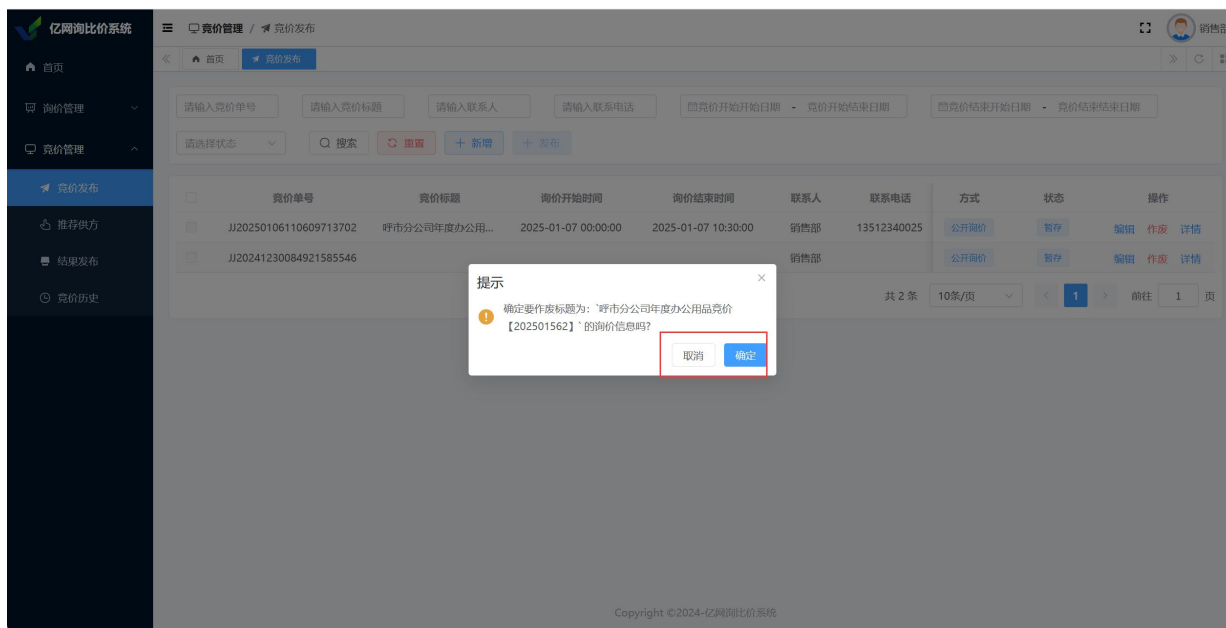 亿网询比价系统
竞价管理 / 竞价发布
销售部
首页
竞价发布
首页
询价管理
竞价管理
竞价发布
推荐供方
结果发布
竞价历史
请输入竞价单号 请输入竞价标题 请输入联系人 请输入联系电话 竞价开始开始日期 - 竞价开始结束日期 竞价结束开始日期 - 竞价结束结束日期
请选择状态 搜索 重置 + 新增 + 发布
竞价单号 竞价标题 询价开始时间 询价结束时间 联系人 联系电话 方式 状态 操作
JJ20250106110609713702 呼市分公司年度办公用... 2025-01-07 00:00:00 2025-01-07 10:30:00 销售部 13512340025 公开询价 暂存 编辑 作废 详情
JJ20241230084921585546 销售部 公开询价 暂存 编辑 作废 详情
共 2 条 10条/页 < 1 > 前往 1 页
提示
确定要作废标题为：`呼市分公司年度办公用品竞价
【202501562】`的询价信息吗?
取消 确定
Copyright ©2024-亿网询比价系统